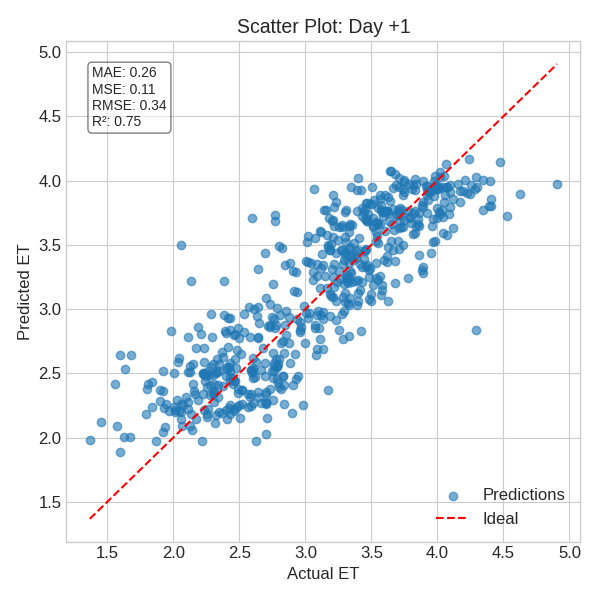 Scatter Plot: Day +1
MAE: 0.26
MSE: 0.11
RMSE: 0.34
R²: 0.75
Predicted ET
5.0
4.5
4.0
3.5
3.0
2.5
2.0
1.5
Predictions
Ideal
1.5 2.0 2.5 3.0 3.5 4.0 4.5 5.0
Actual ET